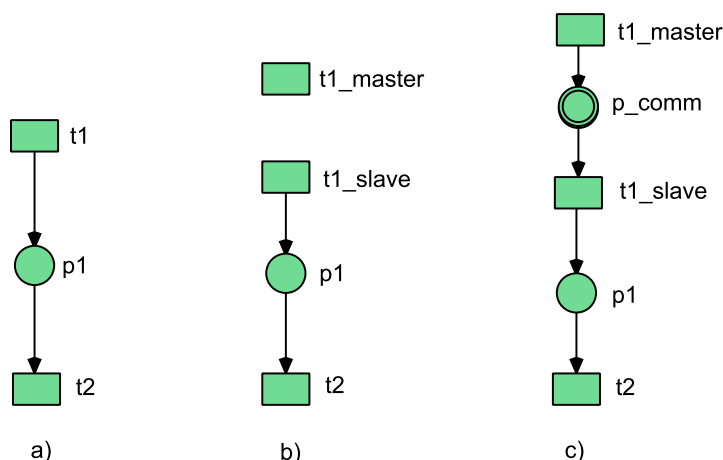 t1
p1
t2
a)
t1_master
t1_slave
p1
t2
b)
t1_master
p_comm
t1_slave
p1
t2
c)